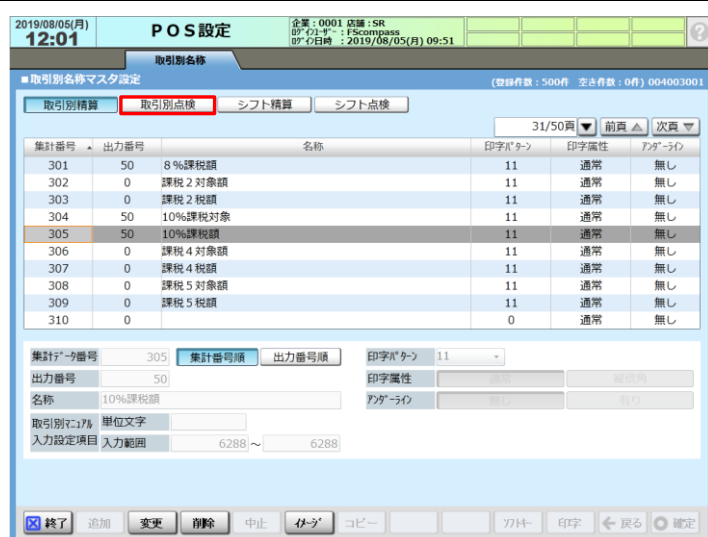 2019/08/05(月)
12:01
POS設定
企業：0001 店舗：SR
ﾛｸﾞｲﾝﾕｰｻﾞｰ：FScompass
ﾛｸﾞｲﾝ日時 ：2019/08/05(月) 09:51
取引別名称
■取引別名称マスタ設定
(登録件数：500件 空き件数：0件) 004003001
取引別精算 取引別点検 シフト精算 シフト点検
31/50頁 ▼ 前頁 ▲ 次頁 ▼
集計番号 ▲ 出力番号 名称 印字ﾊﾟﾀｰﾝ 印字属性 ｱﾝﾀﾞｰﾗｲﾝ
301 50 8％課税額 11 通常 無し
302 0 課税２対象額 11 通常 無し
303 0 課税２税額 11 通常 無し
304 50 10%課税対象 11 通常 無し
305 50 10%課税額 11 通常 無し
306 0 課税４対象額 11 通常 無し
307 0 課税４税額 11 通常 無し
308 0 課税５対象額 11 通常 無し
309 0 課税５税額 11 通常 無し
310 0 0 通常 無し
集計ﾃﾞｰﾀ番号 305 集計番号順 出力番号順 印字ﾊﾟﾀｰﾝ 11
出力番号 50 印字属性 通常 縦倍角
名称 10%課税額 ｱﾝﾀﾞｰﾗｲﾝ 無し 有り
取引別ﾏﾆｭｱﾙ 単位文字
入力設定項目 入力範囲 6288 ～ 6288
終了 追加 変更 削除 中止 ｲﾒｰｼﾞ コピー ｿﾌﾄｷｰ 印字 戻る 確定